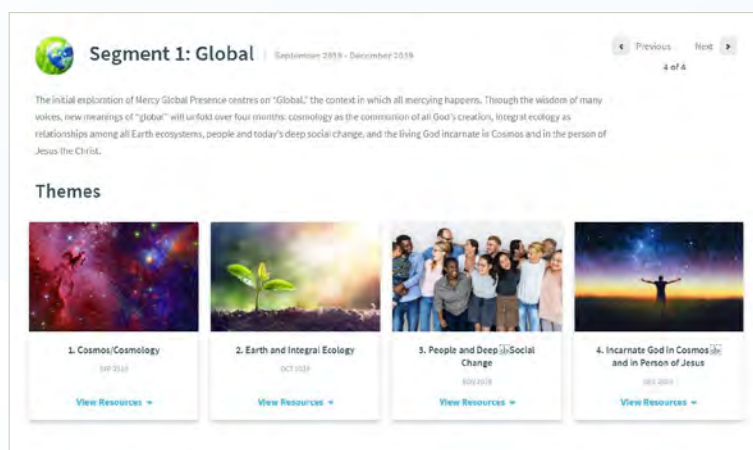 Segment 1: Global | September 2019 - December 2019
Previous Next
4 of 4
The initial exploration of Mercy Global Presence centres on "Global," the context in which all mercying happens. Through the wisdom of many
voices, new meanings of "global" will unfold over four months: cosmology as the communion of all God's creation, integral ecology as
relationships among all Earth ecosystems, people and today's deep social change, and the living God incarnate in Cosmos and in the person of
Jesus the Christ.
Themes
1. Cosmos/Cosmology
SEP 2019
View Resources
2. Earth and Integral Ecology
OCT 2019
View Resources
3. People and Deep Social
Change
NOV 2019
View Resources
4. Incarnate God in Cosmos
and in Person of Jesus
DEC 2019
View Resources